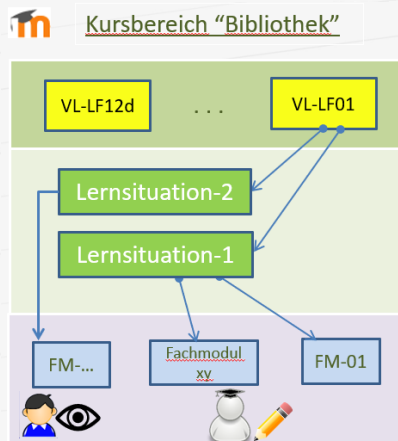 Kursbereich “Bibliothek”
VL-LF12d
. . .
VL-LF01
Lernsituation-2
Lernsituation-1
FM-...
Fachmodul
xy
FM-01